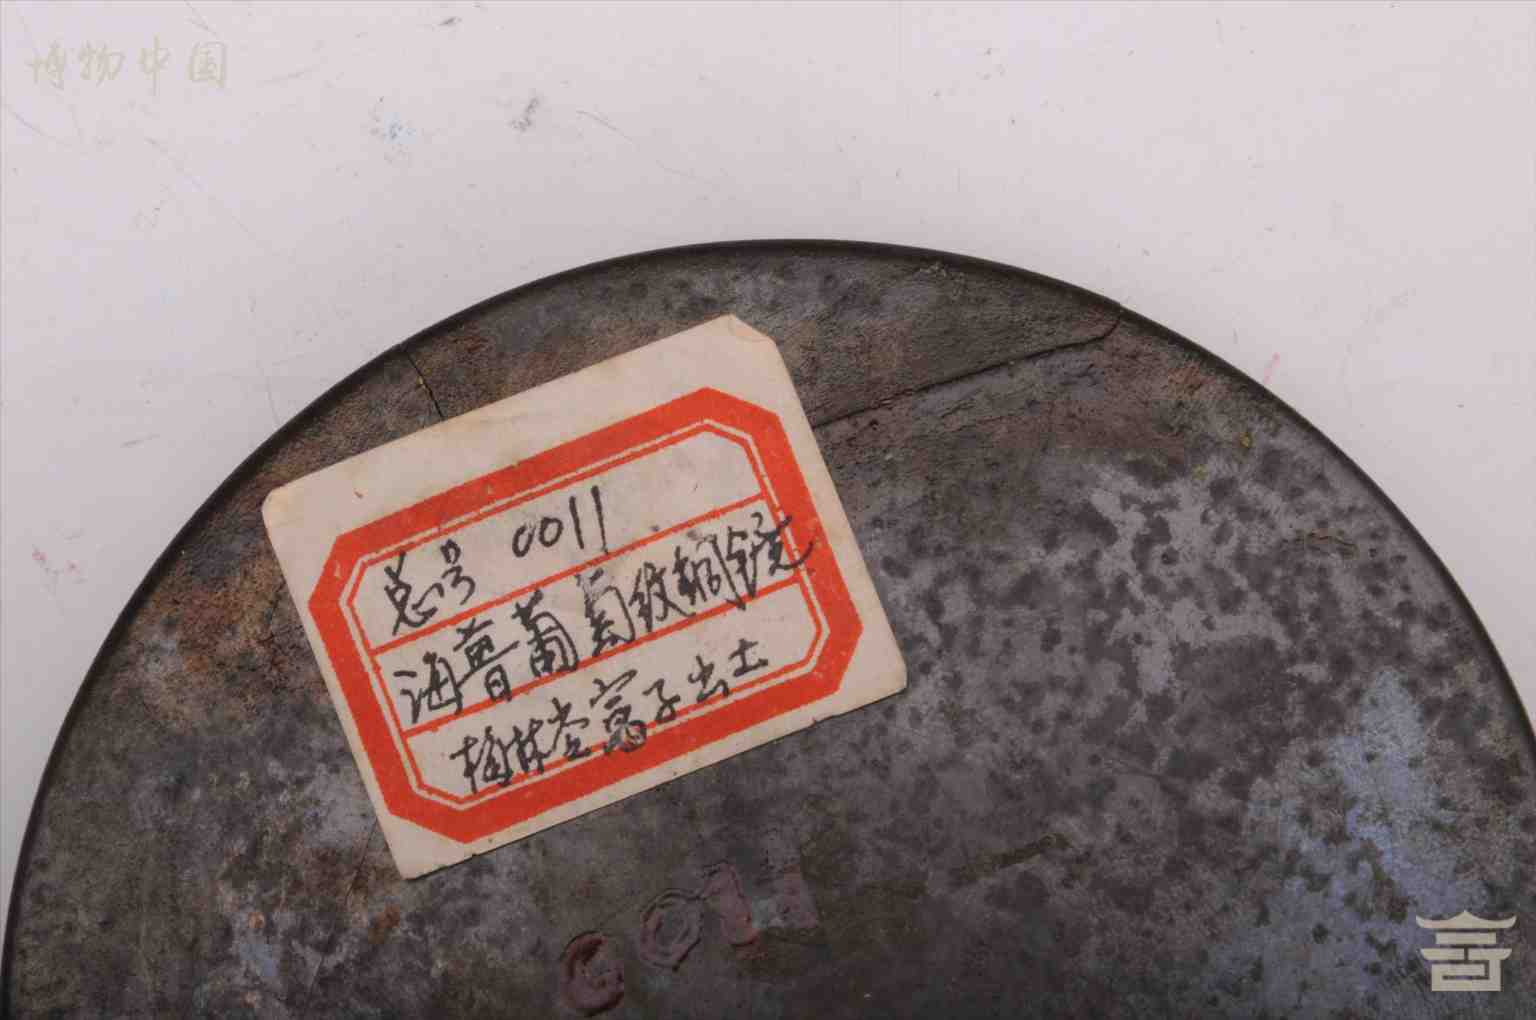 博物中国
总号 0011
海兽葡萄纹铜镜
梅林堂窝子出土